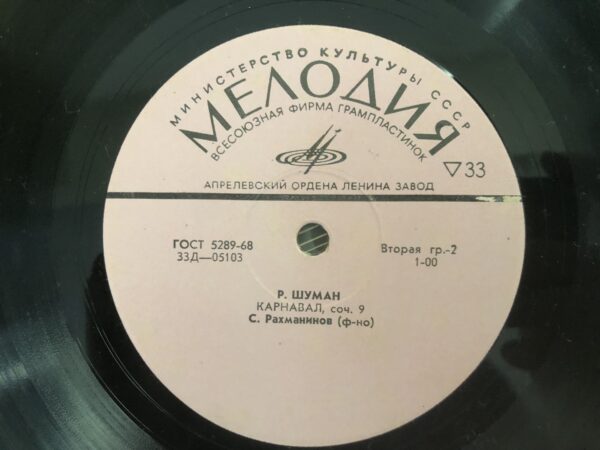 МИНИСТЕРСТВО КУЛЬТУРЫ СССР
МЕЛОДИЯ
ВСЕСОЮЗНАЯ ФИРМА ГРАМПЛАСТИНОК
▽33
АПРЕЛЕВСКИЙ ОРДЕНА ЛЕНИНА ЗАВОД
ГОСТ 5289-68
33Д—05103
Вторая гр.-2
1-00
Р. ШУМАН
КАРНАВАЛ, соч. 9
С. Рахманинов (ф-но)